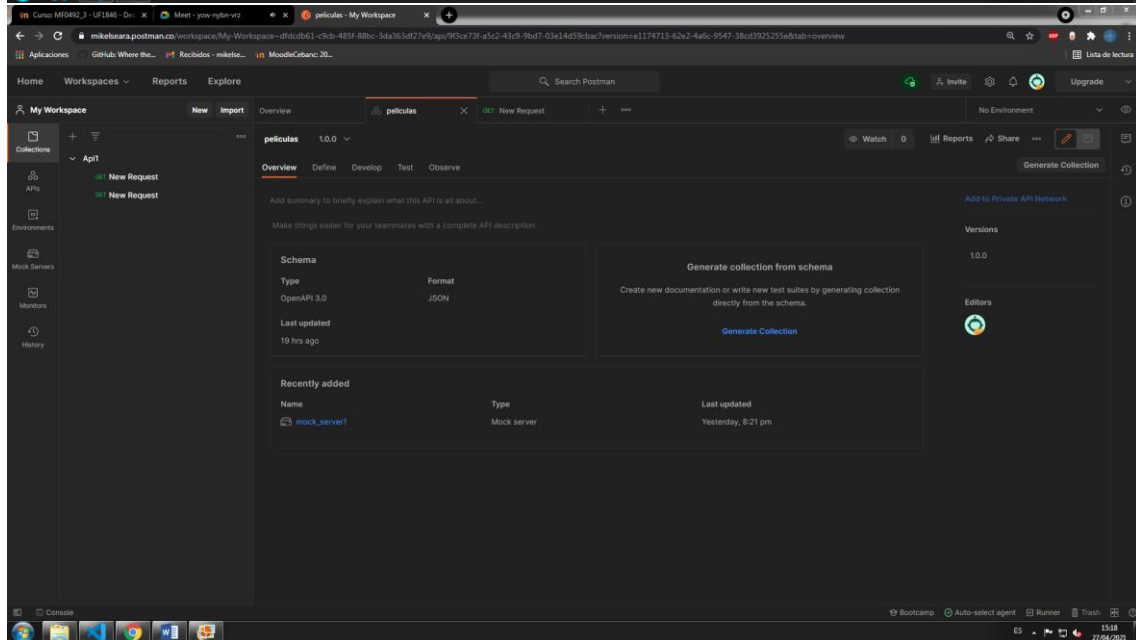 Curso: MF0492_3 - UF1846 - De
Meet - yow-nybn-vrz
peliculas - My Workspace
mikelseara.postman.co/workspace/My-Workspace~dfdcdb61-c9cb-485f-88bc-3da363df27e9/api/9f3ce73f-a5c2-43c9-9bd7-03e14d59cbac?version=e1174713-62e2-4a6c-9547-38cd3925255e&tab=overview
Aplicaciones GitHub: Where the... Recibidos - mikelse... MoodleCebanc: 20... Lista de lectura
Home Workspaces Reports Explore Search Postman Invite Upgrade
My Workspace New Import Overview peliculas GET New Request No Environment
Collections
APIs
Environments
Mock Servers
Monitors
History
Api1
GET New Request
GET New Request
peliculas 1.0.0 Watch 0 Reports Share
Overview Define Develop Test Observe Generate Collection
Add summary to briefly explain what this API is all about...
Make things easier for your teammates with a complete API description.
Schema
Type Format
OpenAPI 3.0 JSON
Last updated
19 hrs ago
Generate collection from schema
Create new documentation or write new test suites by generating collection
directly from the schema.
Generate Collection
Recently added
Name Type Last updated
mock_server1 Mock server Yesterday, 8:21 pm
Add to Private API Network
Versions
1.0.0
Editors
Console Bootcamp Auto-select agent Runner Trash
ES 15:18
27/04/2021